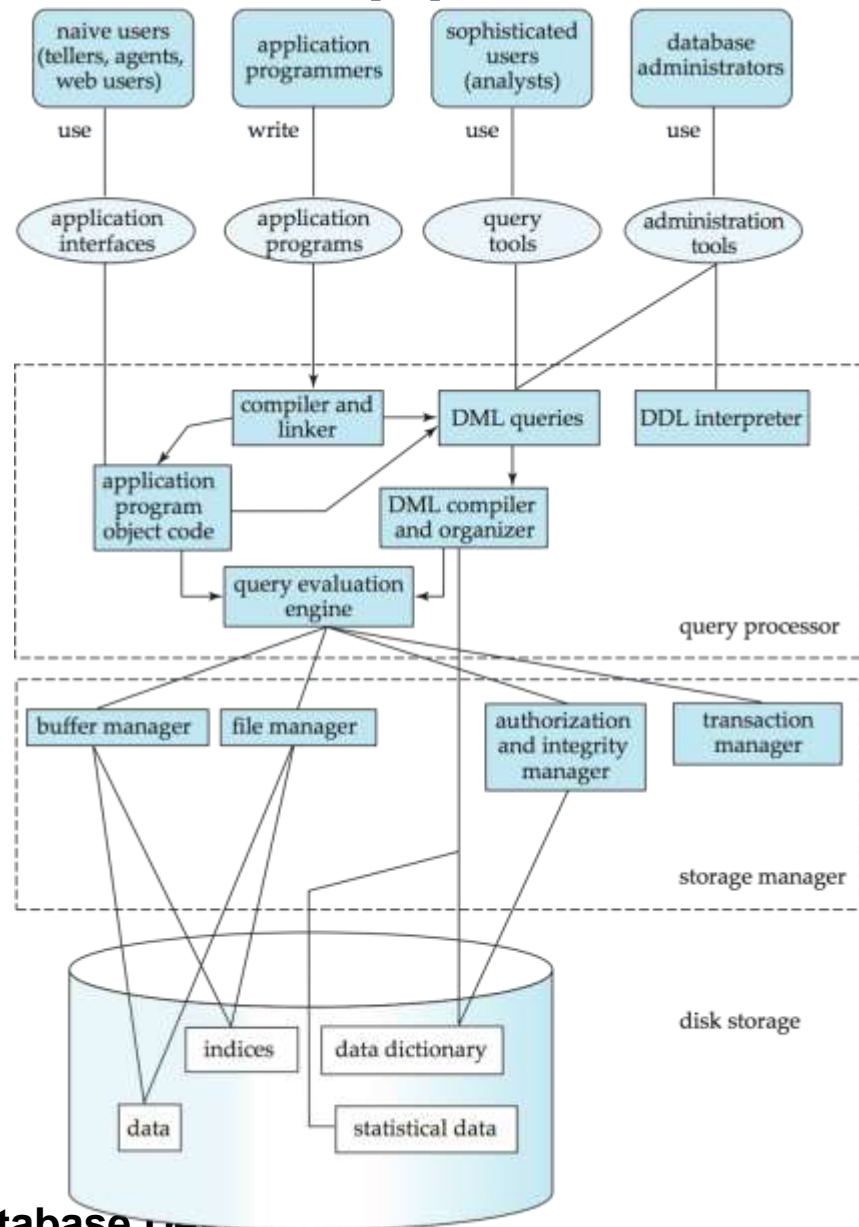 naive users
(tellers, agents,
web users)
application
programmers
sophisticated
users
(analysts)
database
administrators
use
write
use
use
application
interfaces
application
programs
query
tools
administration
tools
compiler and
linker
DML queries
DDL interpreter
application
program
object code
DML compiler
and organizer
query evaluation
engine
query processor
buffer manager
file manager
authorization
and integrity
manager
transaction
manager
storage manager
disk storage
indices
data dictionary
data
statistical data